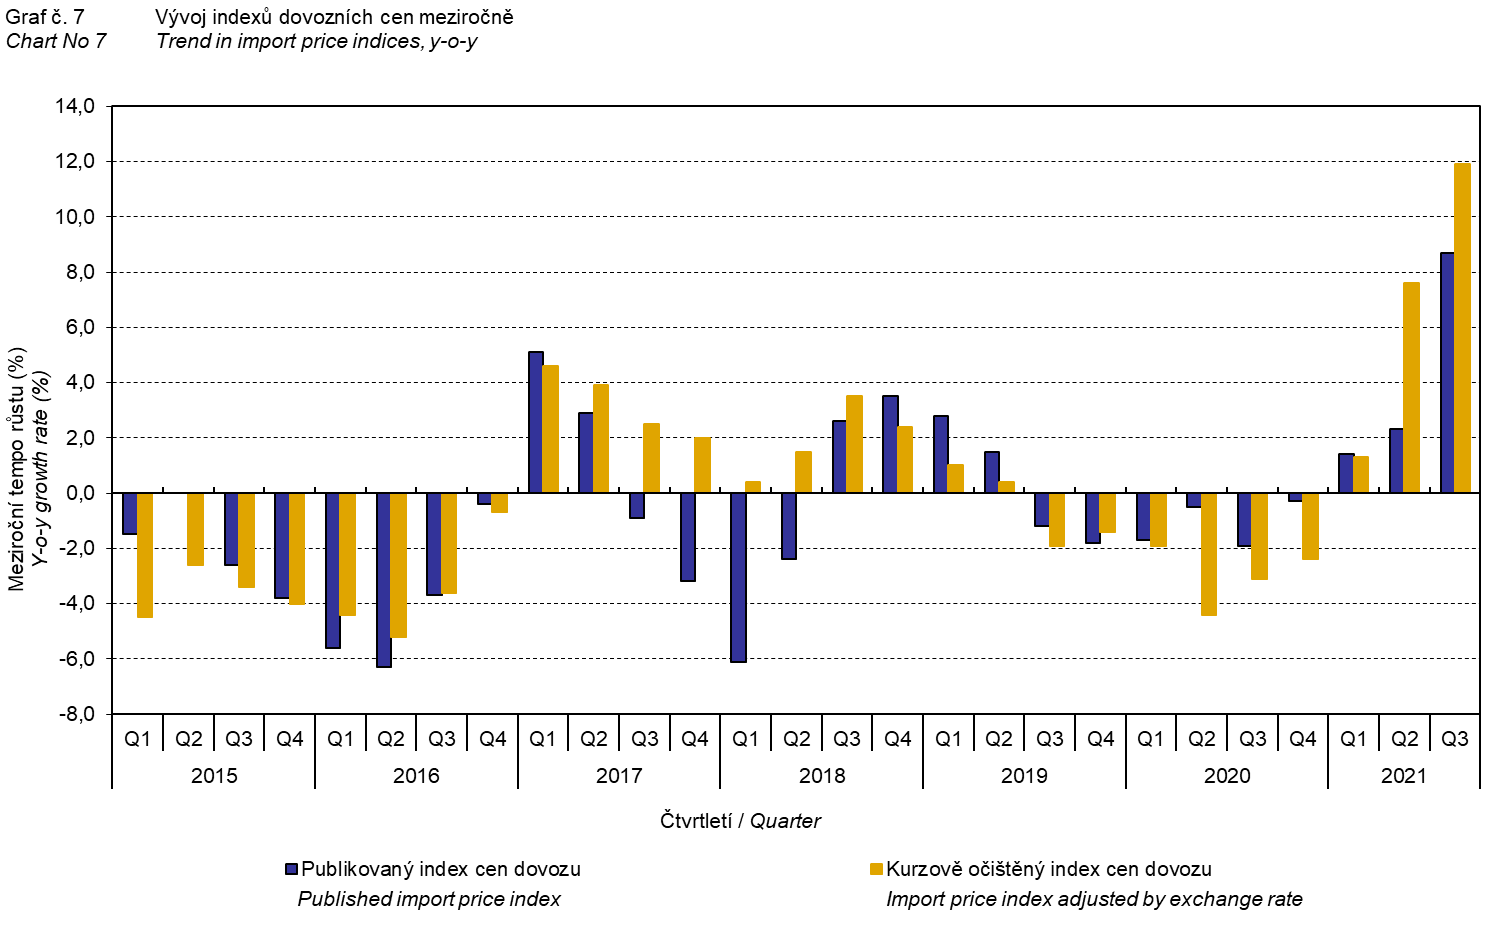 Graf č. 7 Vývoj indexů dovozních cen meziročně
Chart No 7 Trend in import price indices, y-o-y
Meziroční tempo růstu (%)
Y-o-y growth rate (%)
14,0
12,0
10,0
8,0
6,0
4,0
2,0
0,0
-2,0
-4,0
-6,0
-8,0
Q1 Q2 Q3 Q4 Q1 Q2 Q3 Q4 Q1 Q2 Q3 Q4 Q1 Q2 Q3 Q4 Q1 Q2 Q3 Q4 Q1 Q2 Q3 Q4 Q1 Q2 Q3
2015 2016 2017 2018 2019 2020 2021
Čtvrtletí / Quarter
Publikovaný index cen dovozu Kurzově očištěný index cen dovozu
Published import price index Import price index adjusted by exchange rate